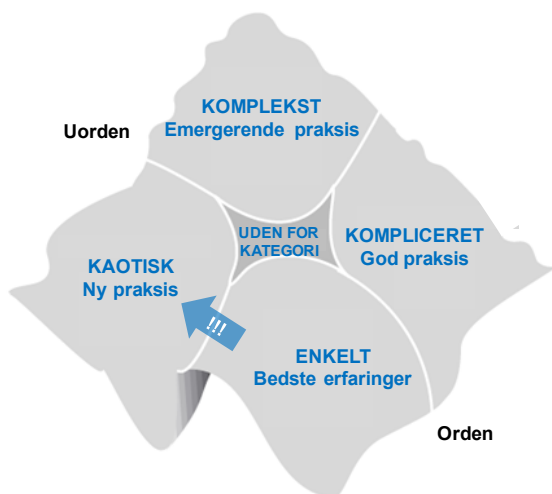 KOMPLEKST
Emergerende praksis
Uorden
UDEN FOR
KATEGORI
KOMPLICERET
God praksis
KAOTISK
Ny praksis
!!!
ENKELT
Bedste erfaringer
Orden